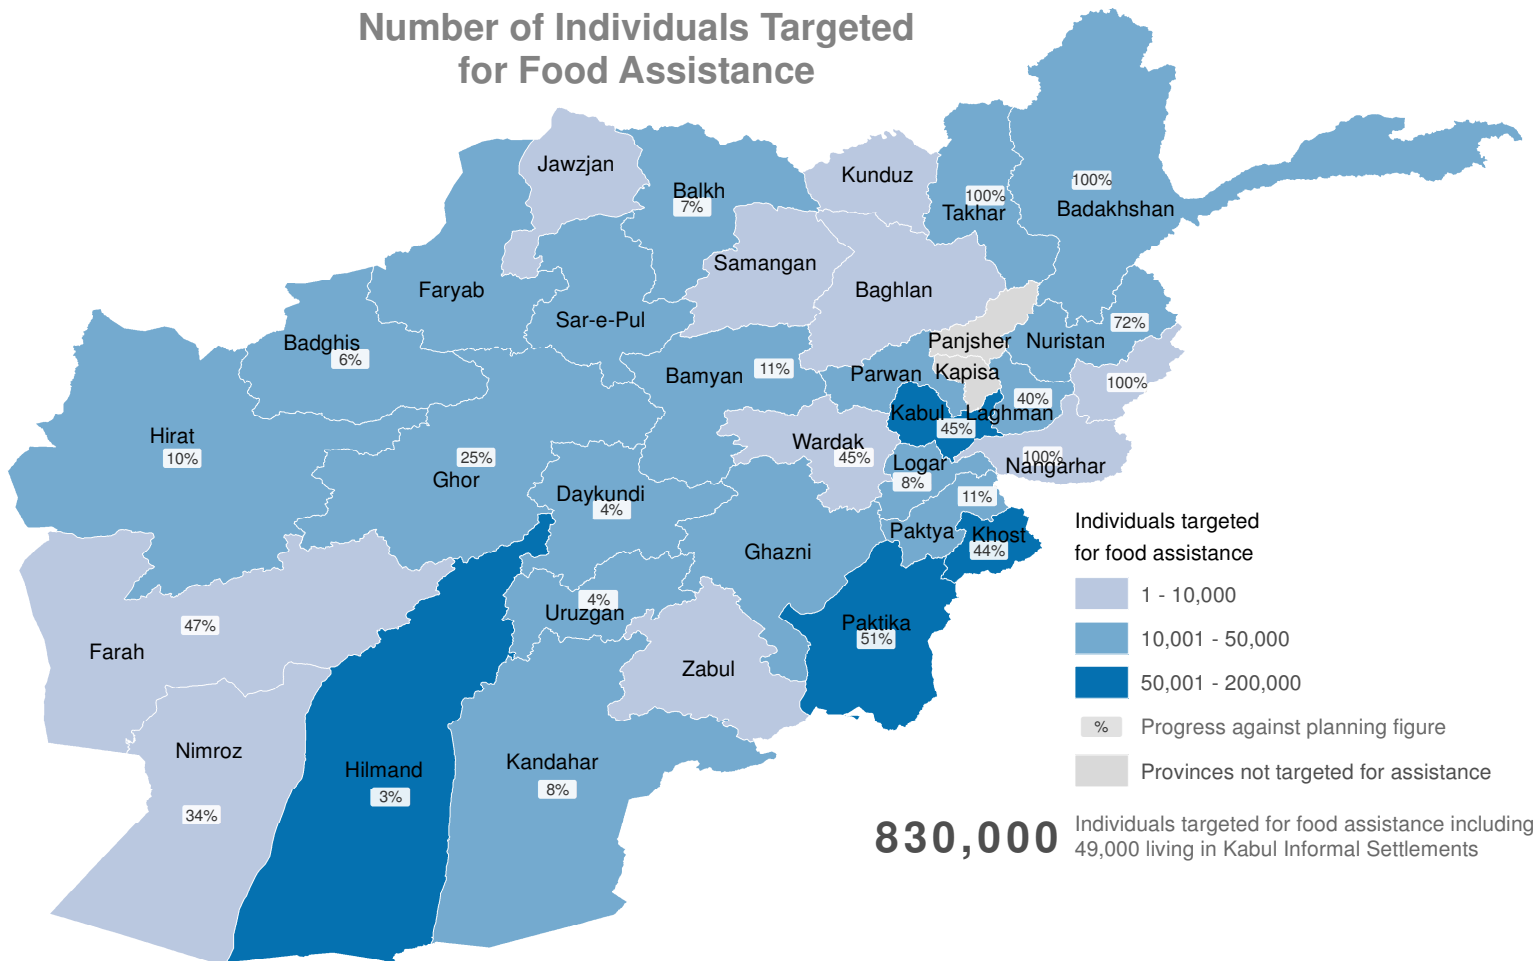 Number of Individuals Targeted
for Food Assistance
Jawzjan
Balkh
7%
Kunduz
100%
Takhar
100%
Badakhshan
Samangan
Baghlan
Faryab
Sar-e-Pul
Badghis
6%
Panjsher
Nuristan
72%
Bamyan
11%
Parwan
Kapisa
100%
40%
Laghman
Kabul
45%
Hirat
10%
Wardak
45%
25%
Ghor
Logar
8%
100%
Nangarhar
Daykundi
4%
11%
Paktya
Khost
44%
Ghazni
4%
Uruzgan
47%
Farah
Paktika
51%
Zabul
Nimroz
34%
Hilmand
3%
Kandahar
8%
Individuals targeted
for food assistance
1 - 10,000
10,001 - 50,000
50,001 - 200,000
% Progress against planning figure
Provinces not targeted for assistance
830,000
Individuals targeted for food assistance including
49,000 living in Kabul Informal Settlements